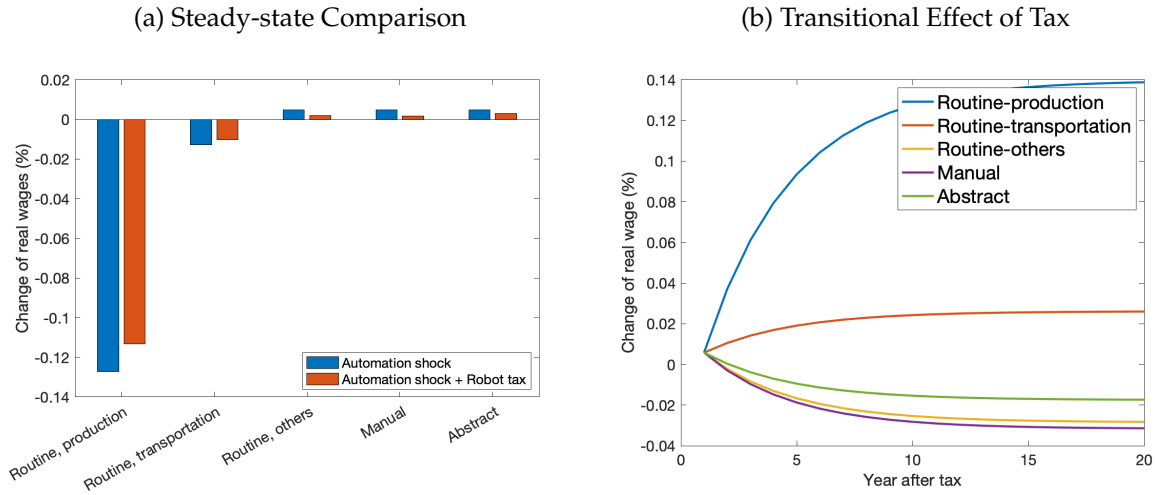 (a) Steady-state Comparison
0.02
0
-0.02
-0.04
-0.06
-0.08
-0.1
-0.12
-0.14
Change of real wages (%)
Automation shock
Automation shock + Robot tax
Routine, production
Routine, transportation
Routine, others
Manual
Abstract
(b) Transitional Effect of Tax
0.14
0.12
0.1
0.08
0.06
0.04
0.02
0
-0.02
-0.04
Change of real wage (%)
Routine-production
Routine-transportation
Routine-others
Manual
Abstract
0
5
10
15
20
Year after tax